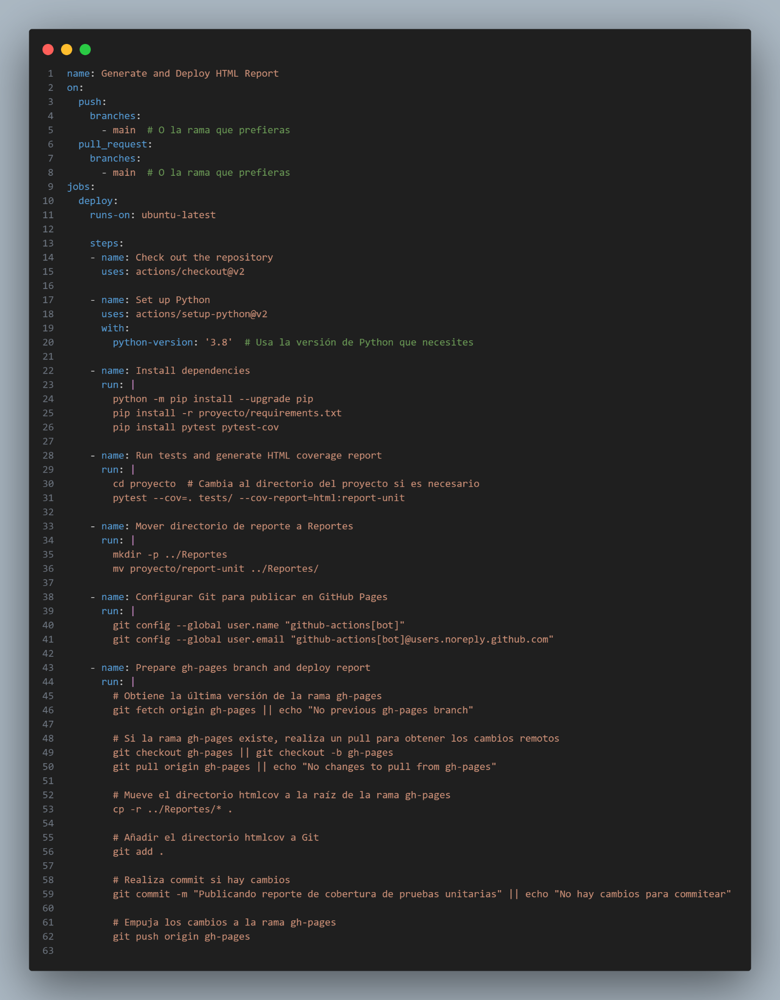 1 name: Generate and Deploy HTML Report
2 on:
3   push:
4     branches:
5       - main  # O la rama que prefieras
6   pull_request:
7     branches:
8       - main  # O la rama que prefieras
9 jobs:
10   deploy:
11     runs-on: ubuntu-latest
12
13     steps:
14     - name: Check out the repository
15       uses: actions/checkout@v2
16
17     - name: Set up Python
18       uses: actions/setup-python@v2
19       with:
20         python-version: '3.8'  # Usa la versión de Python que necesites
21
22     - name: Install dependencies
23       run: |
24         python -m pip install --upgrade pip
25         pip install -r proyecto/requirements.txt
26         pip install pytest pytest-cov
27
28     - name: Run tests and generate HTML coverage report
29       run: |
30         cd proyecto  # Cambia al directorio del proyecto si es necesario
31         pytest --cov=. tests/ --cov-report=html:report-unit
32
33     - name: Mover directorio de reporte a Reportes
34       run: |
35         mkdir -p ../Reportes
36         mv proyecto/report-unit ../Reportes/
37
38     - name: Configurar Git para publicar en GitHub Pages
39       run: |
40         git config --global user.name "github-actions[bot]"
41         git config --global user.email "github-actions[bot]@users.noreply.github.com"
42
43     - name: Prepare gh-pages branch and deploy report
44       run: |
45         # Obtiene la última versión de la rama gh-pages
46         git fetch origin gh-pages || echo "No previous gh-pages branch"
47
48         # Si la rama gh-pages existe, realiza un pull para obtener los cambios remotos
49         git checkout gh-pages || git checkout -b gh-pages
50         git pull origin gh-pages || echo "No changes to pull from gh-pages"
51
52         # Mueve el directorio htmlcov a la raíz de la rama gh-pages
53         cp -r ../Reportes/* .
54
55         # Añadir el directorio htmlcov a Git
56         git add .
57
58         # Realiza commit si hay cambios
59         git commit -m "Publicando reporte de cobertura de pruebas unitarias" || echo "No hay cambios para commitear"
60
61         # Empuja los cambios a la rama gh-pages
62         git push origin gh-pages
63